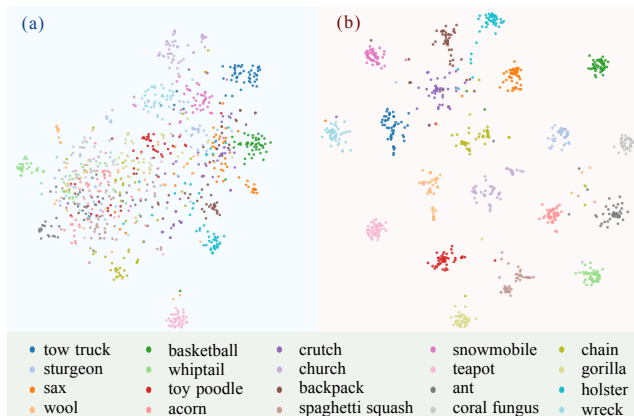 (a) (b)
tow truck basketball crutch snowmobile chain
sturgeon whiptail church teapot gorilla
sax toy poodle backpack ant holster
wool acorn spaghetti squash coral fungus wreck